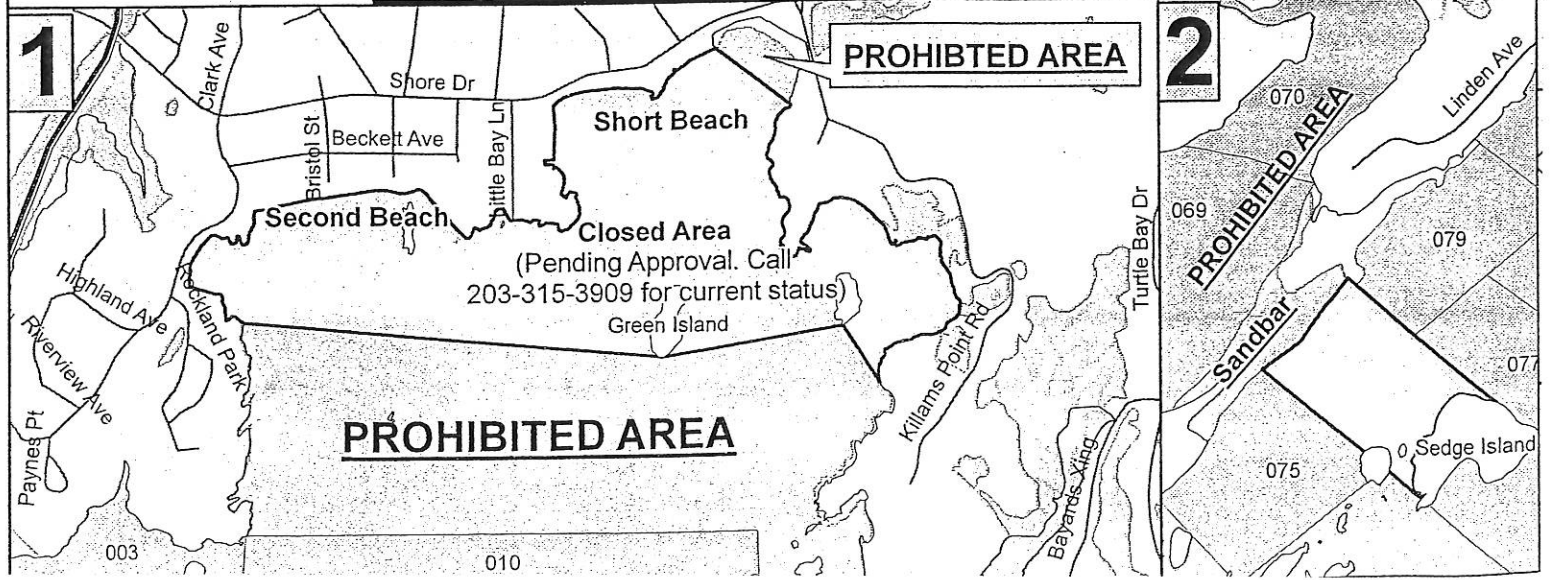 1
Clark Ave
Shore Dr
PROHIBTED AREA
Bristol St
Beckett Ave
Little Bay Ln
Short Beach
Second Beach
Closed Area
(Pending Approval. Call
203-315-3909 for current status)
Green Island
Highland Ave
Rockland Park
Riverview Ave
Paynes Pt
PROHIBITED AREA
Killams Point Rd
Turtle Bay Dr
Bayards Xing
003
010
2
070
Linden Ave
PROHIBITED AREA
069
079
Sandbar
077
075
Sedge Island